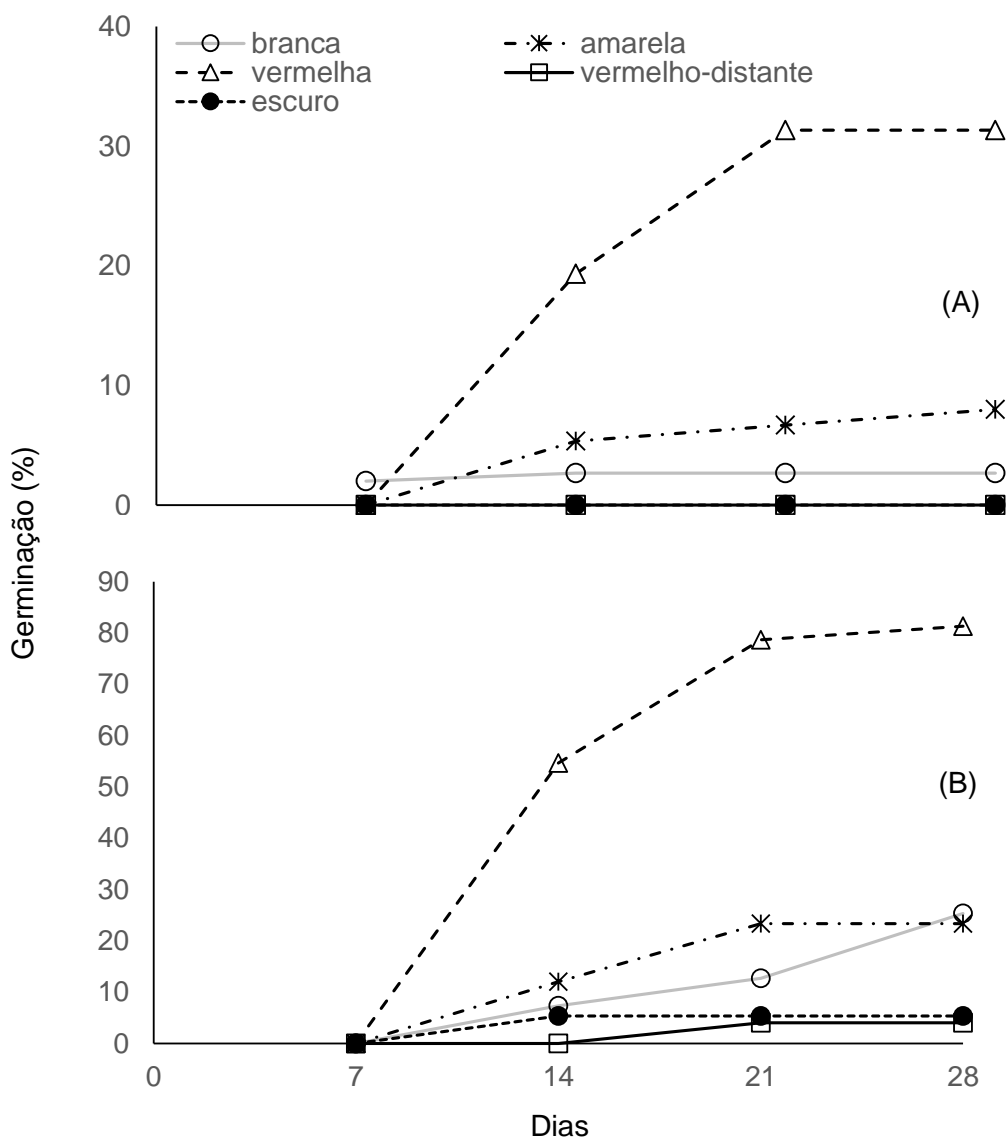 40
branca
amarela
vermelha
vermelho-distante
escuro
30
20
(A)
10
0
Germinação (%)
90
80
70
60
50
(B)
40
30
20
10
0
0 7 14 21 28
Dias